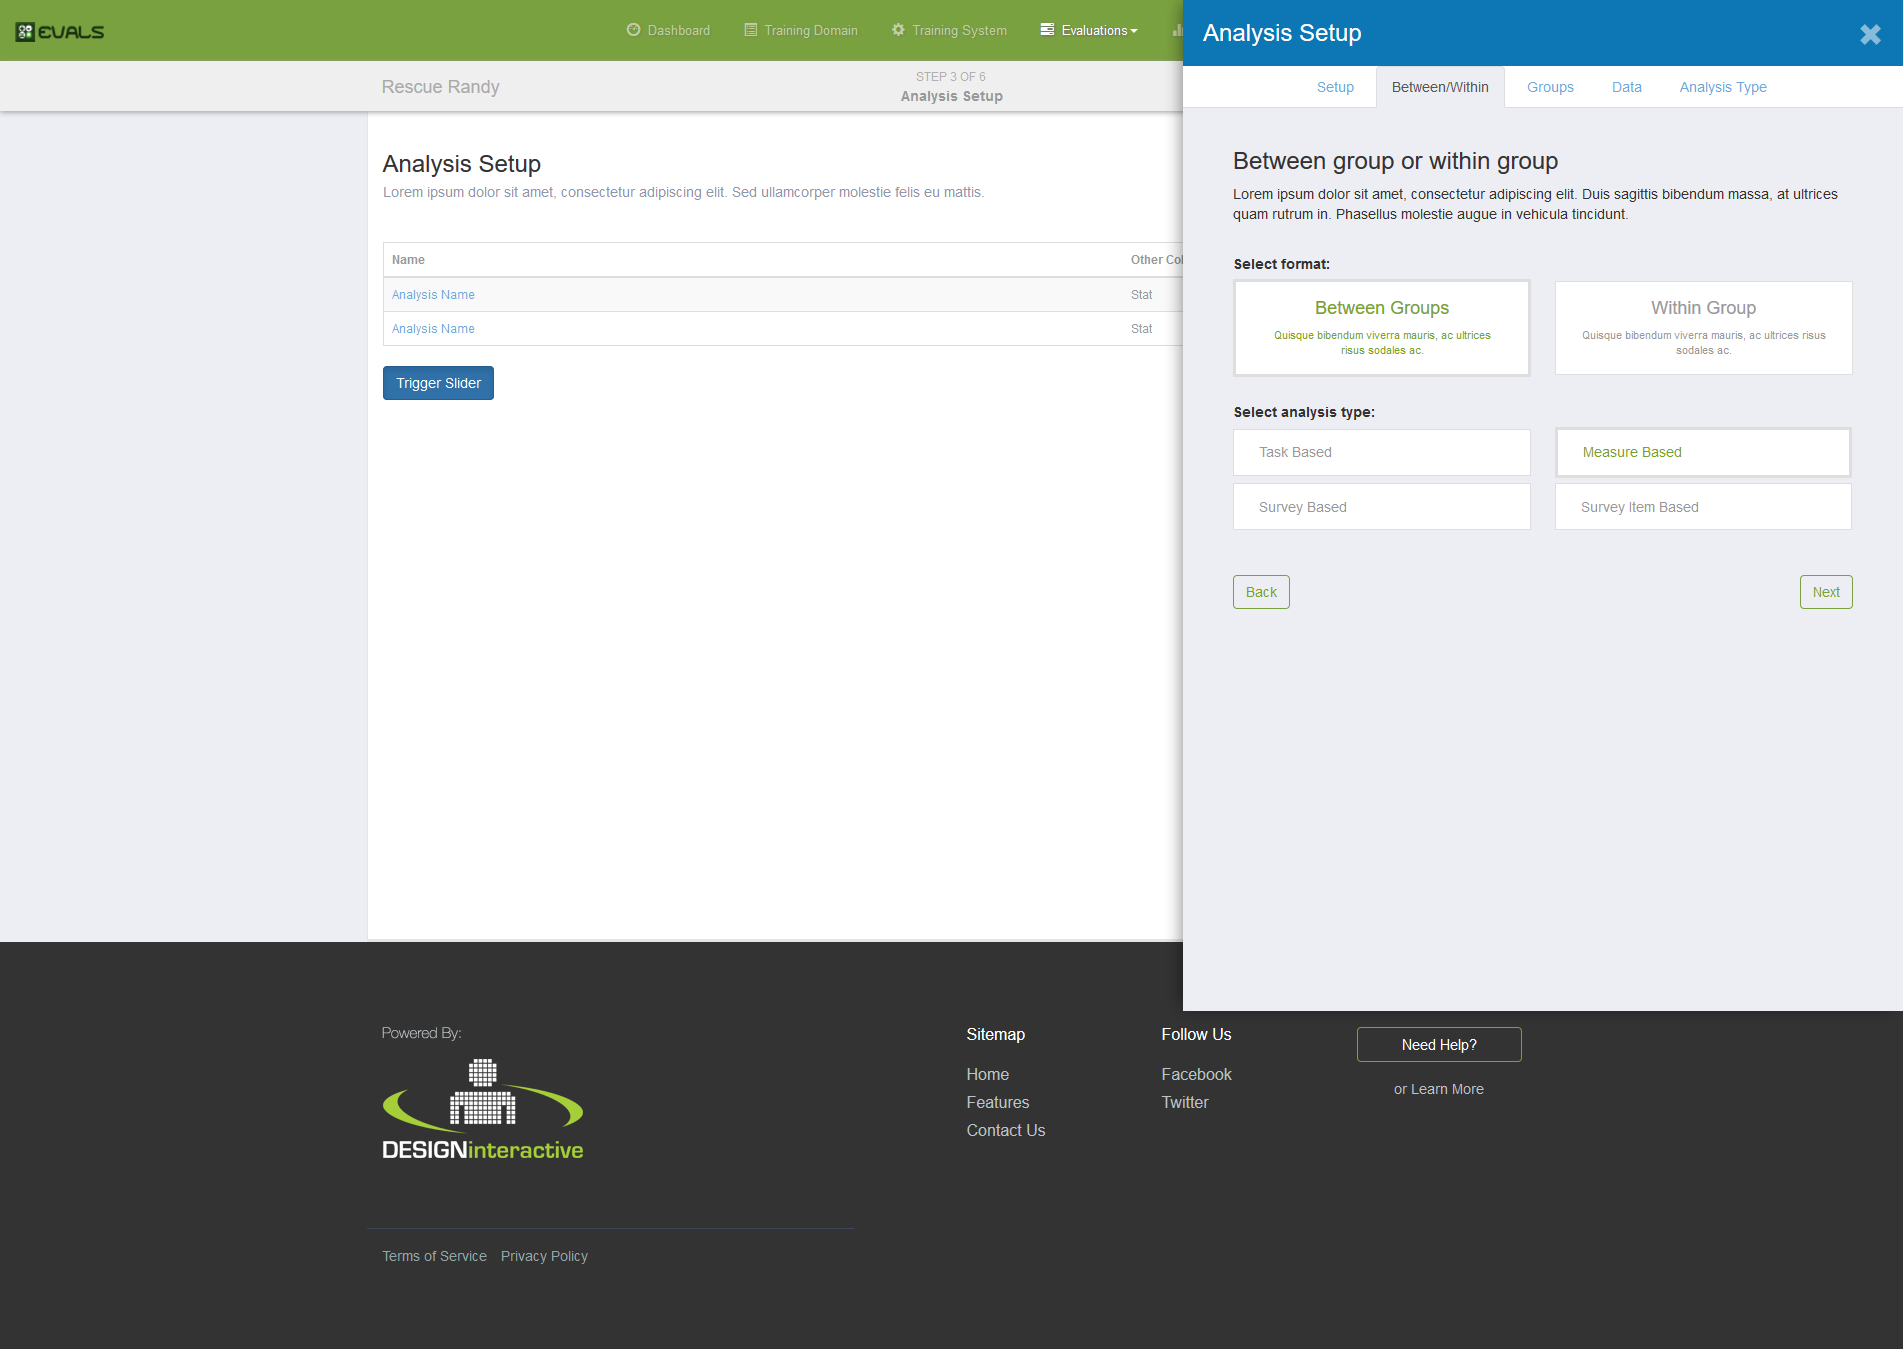 EVALS
Dashboard
Training Domain
Training System
Evaluations
Rescue Randy
STEP 3 OF 6
Analysis Setup
Analysis Setup
Lorem ipsum dolor sit amet, consectetur adipiscing elit. Sed ullamcorper molestie felis eu mattis.
Name
Other Col
Analysis Name
Stat
Analysis Name
Stat
Trigger Slider
Analysis Setup
Setup
Between/Within
Groups
Data
Analysis Type
Between group or within group
Lorem ipsum dolor sit amet, consectetur adipiscing elit. Duis sagittis bibendum massa, at ultrices
quam rutrum in. Phasellus molestie augue in vehicula tincidunt.
Select format:
Between Groups
Quisque bibendum viverra mauris, ac ultrices
risus sodales ac.
Within Group
Quisque bibendum viverra mauris, ac ultrices risus
sodales ac.
Select analysis type:
Task Based
Measure Based
Survey Based
Survey Item Based
Back
Next
Powered By:
DESIGNinteractive
Sitemap
Home
Features
Contact Us
Follow Us
Facebook
Twitter
Need Help?
or Learn More
Terms of Service
Privacy Policy